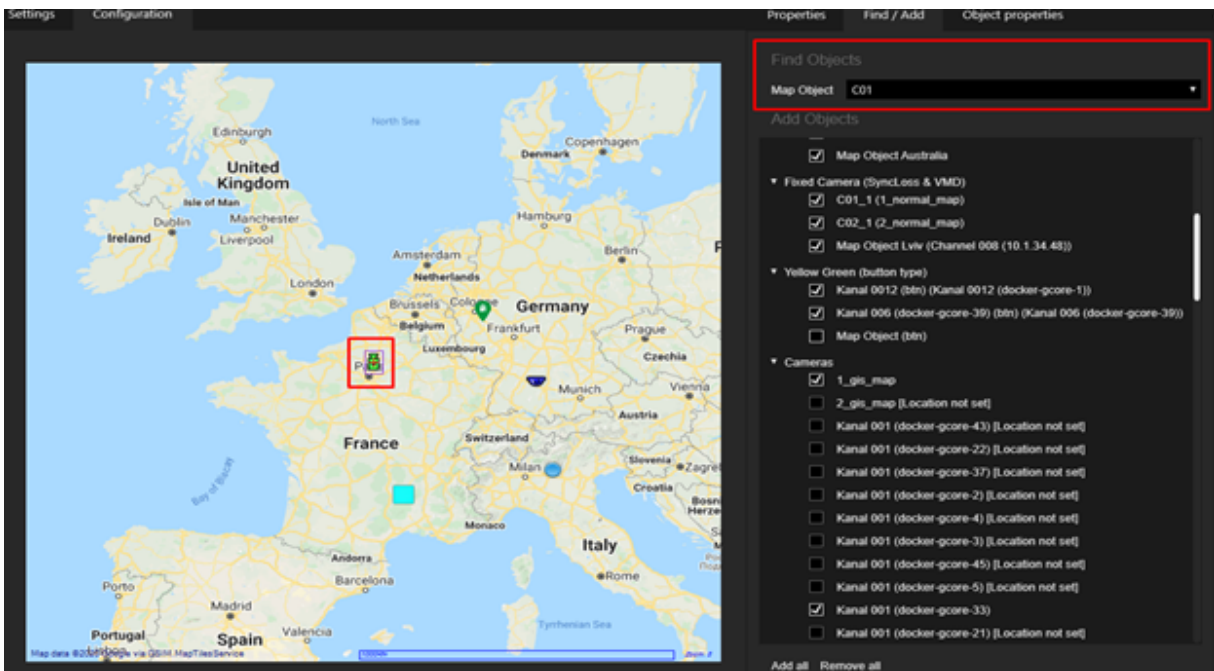 Settings
Configuration
Properties
Find / Add
Object properties
Find Objects
Map Object
C01
Add Objects
Map Object Australia
Fixed Camera (SyncLoss & VMD)
C01_1 (1_normal_map)
C02_1 (2_normal_map)
Map Object Lviv (Channel 008 (10.1.34.48))
Yellow Green (button type)
Kanal 0012 (btn) (Kanal 0012 (docker-gcore-1))
Kanal 006 (docker-gcore-39) (btn) (Kanal 006 (docker-gcore-39))
Map Object (btn)
Cameras
1_gis_map
2_gis_map [Location not set]
Kanal 001 (docker-gcore-43) [Location not set]
Kanal 001 (docker-gcore-22) [Location not set]
Kanal 001 (docker-gcore-37) [Location not set]
Kanal 001 (docker-gcore-2) [Location not set]
Kanal 001 (docker-gcore-4) [Location not set]
Kanal 001 (docker-gcore-3) [Location not set]
Kanal 001 (docker-gcore-45) [Location not set]
Kanal 001 (docker-gcore-5) [Location not set]
Kanal 001 (docker-gcore-33)
Kanal 001 (docker-gcore-21) [Location not set]
Add all
Remove all
North Sea
Edinburgh
Copenhagen
Denmark
United
Kingdom
Isle of Man
Dublin
Manchester
Hamburg
Ireland
Liverpool
Berlin
Amsterdam
Netherlands
London
Brussels
Germany
Belgium
Frankfurt
Prague
Luxembourg
Czechia
Munich
Vienna
Austria
France
Switzerland
Slovenia
Milan
Croatia
Bay of Biscay
Monaco
Italy
Andorra
Rome
Porto
Barcelona
Madrid
Tyrrhenian Sea
Portugal
Spain
Valencia